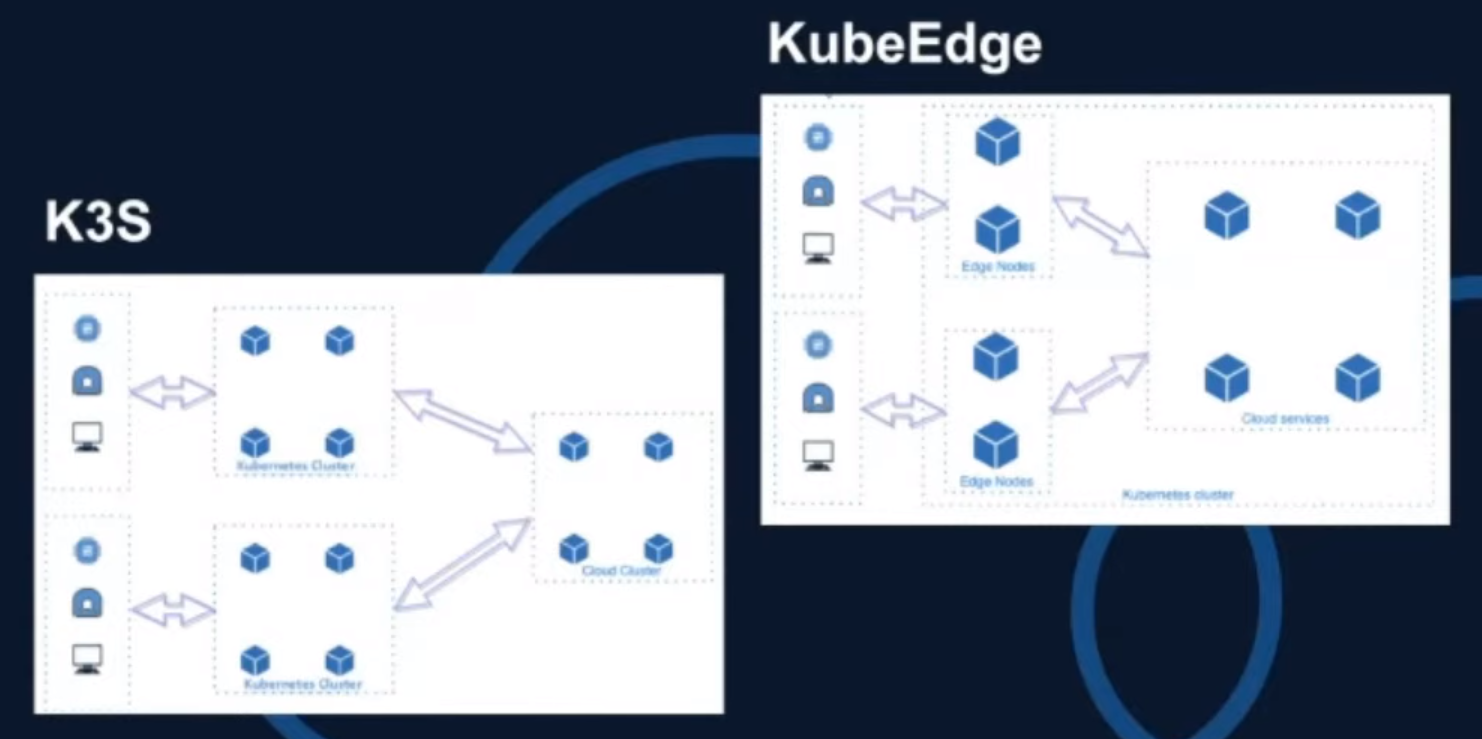 KubeEdge
K3S
Kubernetes Cluster
Kubernetes Cluster
Cloud Cluster
Edge Nodes
Edge Nodes
Cloud services
Kubernetes cluster